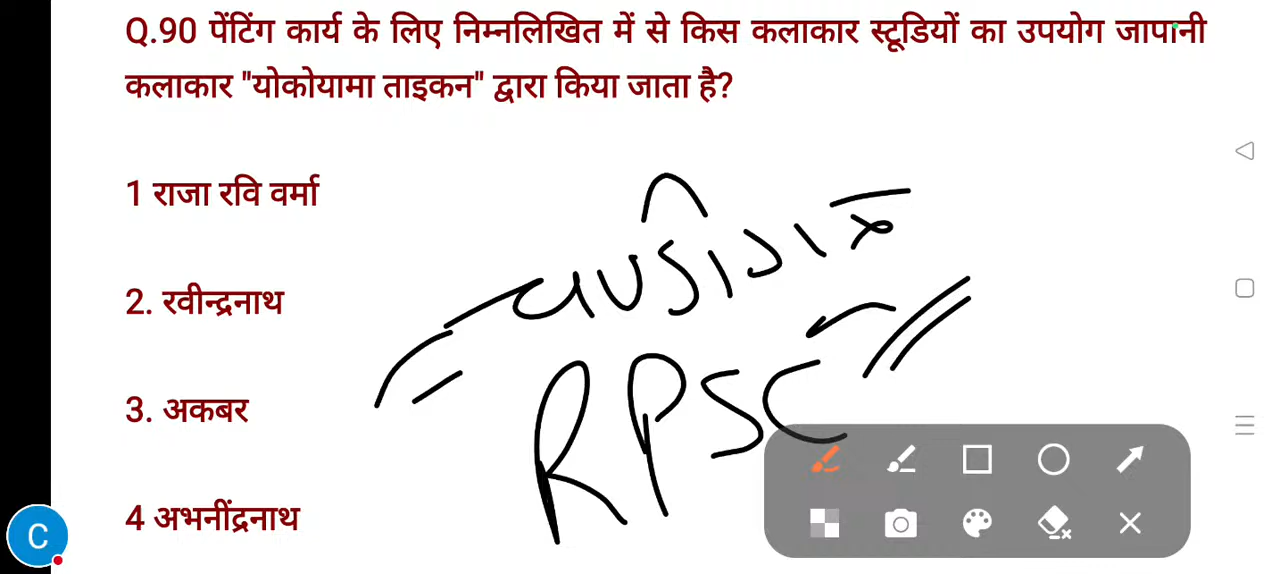 Q.90 पेंटिंग कार्य के लिए निम्नलिखित में से किस कलाकार स्टूडियों का उपयोग जापानी
कलाकार "योकोयामा ताइकन" द्वारा किया जाता है?
1 राजा रवि वर्मा
2. रवीन्द्रनाथ
3. अकबर
RPSC
4 अभनींद्रनाथ
C